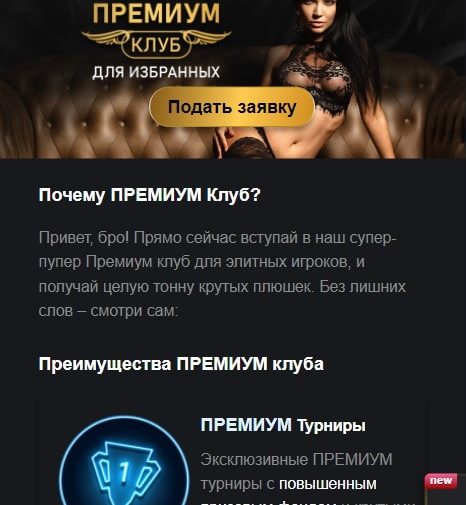 ПРЕМИУМ
КЛУБ
ДЛЯ ИЗБРАННЫХ
Подать заявку
Почему ПРЕМИУМ Клуб?
Привет, бро! Прямо сейчас вступай в наш супер-
пупер Премиум клуб для элитных игроков, и
получай целую тонну крутых плюшек. Без лишних
слов – смотри сам:
Преимущества ПРЕМИУМ клуба
1
ПРЕМИУМ Турниры
Эксклюзивные ПРЕМИУМ
турниры с повышенным
new